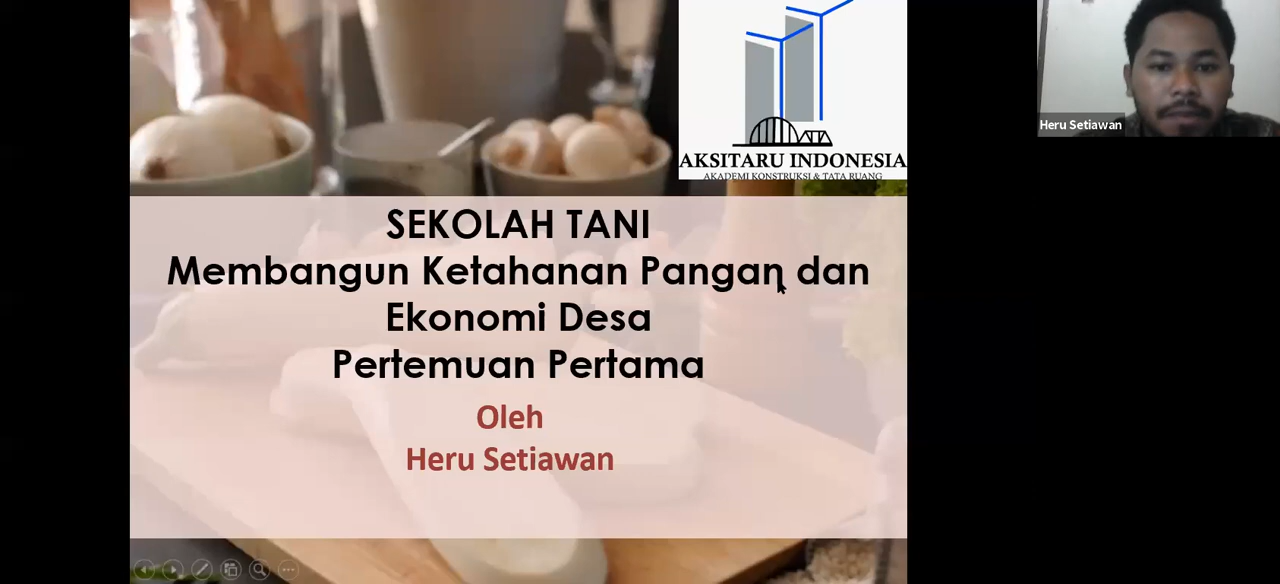 AKSITARU INDONESIA
AKADEMI KONSTRUKSI & TATA RUANG
Heru Setiawan
SEKOLAH TANI
Membangun Ketahanan Pangan dan
Ekonomi Desa
Pertemuan Pertama
Oleh
Heru Setiawan